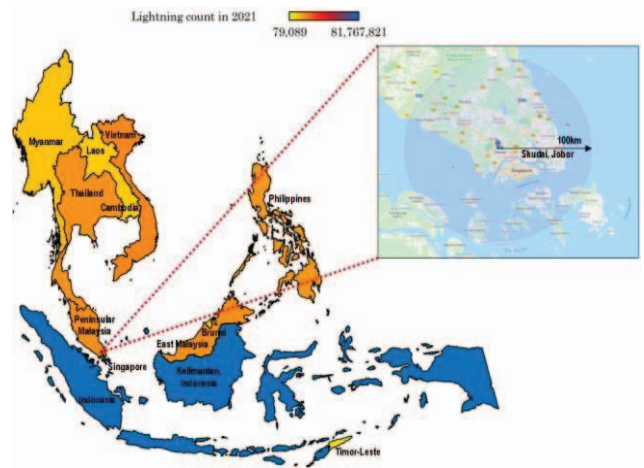 Lightning count in 2021
79,089
81,767,821
Myanmar
Laos
Vietnam
Thailand
Cambodia
Philippines
Peninsular
Malaysia
Singapore
East Malaysia
Brunei
Kalimantan,
Indonesia
Indonesia
Timor-Leste
100km
Skudai, Johor